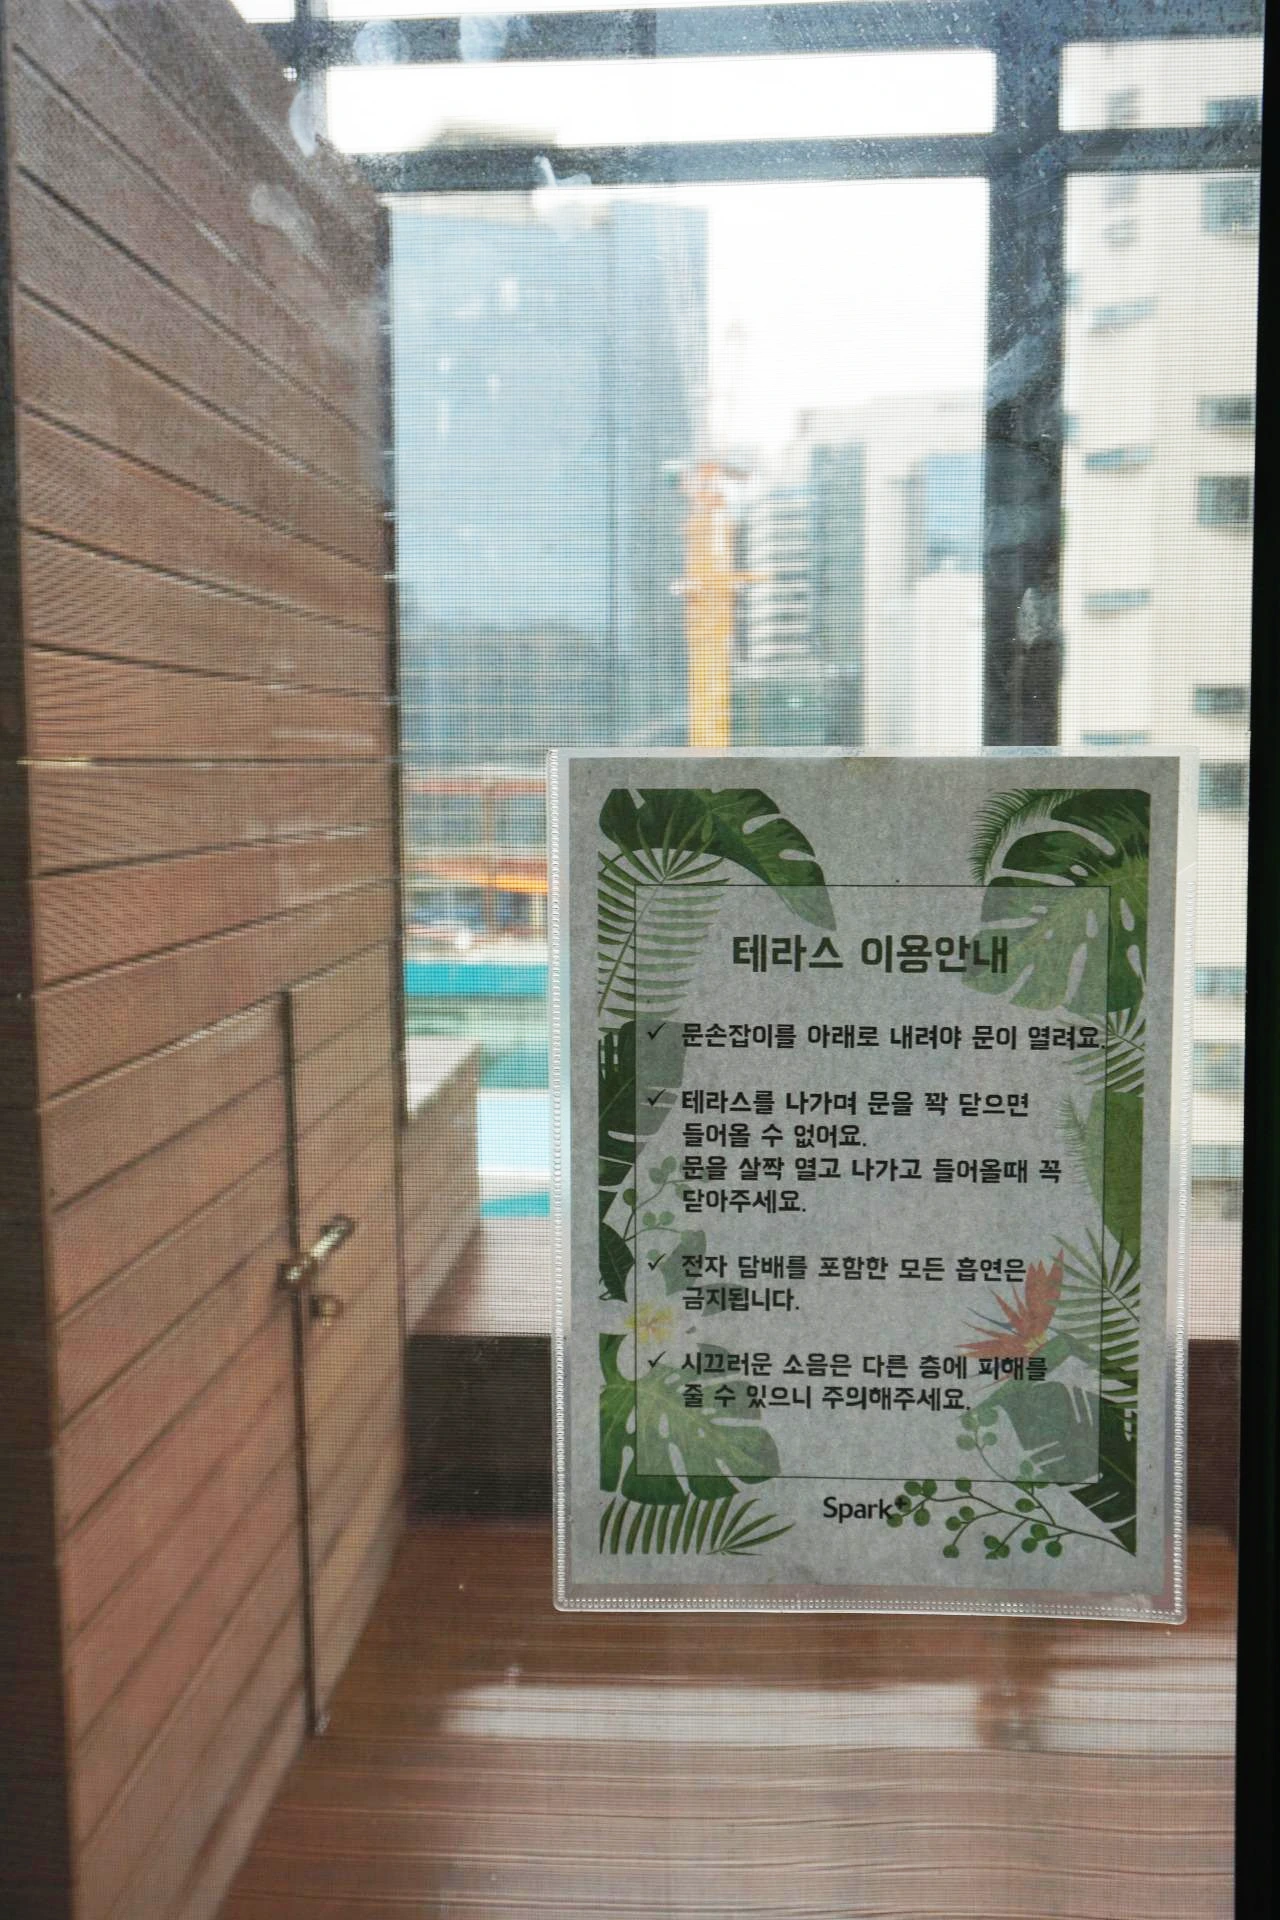 테라스 이용안내
✓ 문손잡이를 아래로 내려야 문이 열려요.
✓ 테라스를 나가며 문을 꽉 닫으면
들어올 수 없어요.
문을 살짝 열고 나가고 들어올때 꼭
닫아주세요.
✓ 전자 담배를 포함한 모든 흡연은
금지됩니다.
✓ 시끄러운 소음은 다른 층에 피해를
줄 수 있으니 주의해주세요.
Spark+